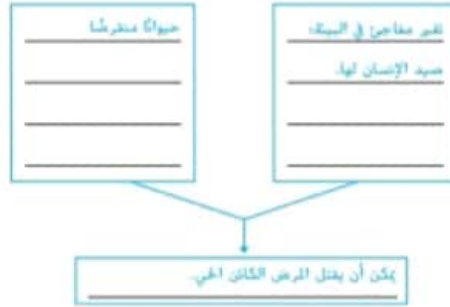 تغير مفاجئ في البيئة؛
صيد الإنسان لها.
حيوانًا منقرضًا
يمكن أن يقتل المرض الكائن الحي.